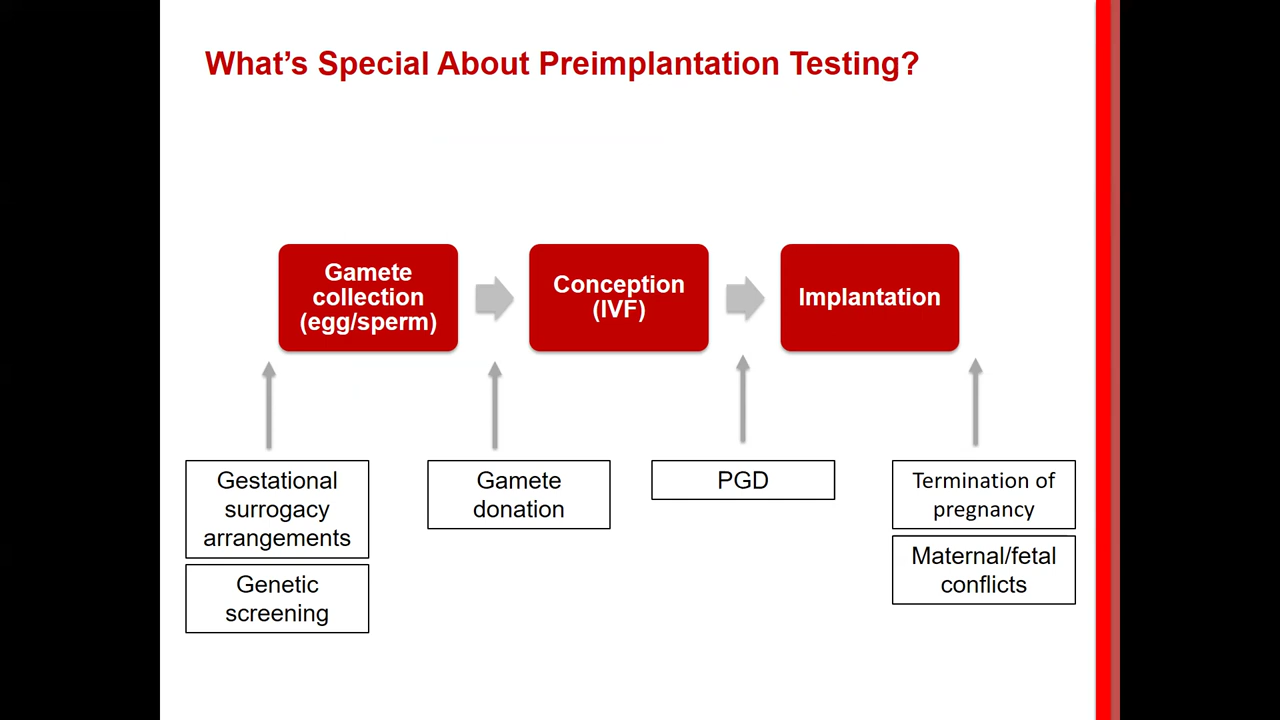 What’s Special About Preimplantation Testing?
Gamete
collection
(egg/sperm)
Conception
(IVF)
Implantation
Gestational
surrogacy
arrangements
Genetic
screening
Gamete
donation
PGD
Termination of
pregnancy
Maternal/fetal
conflicts